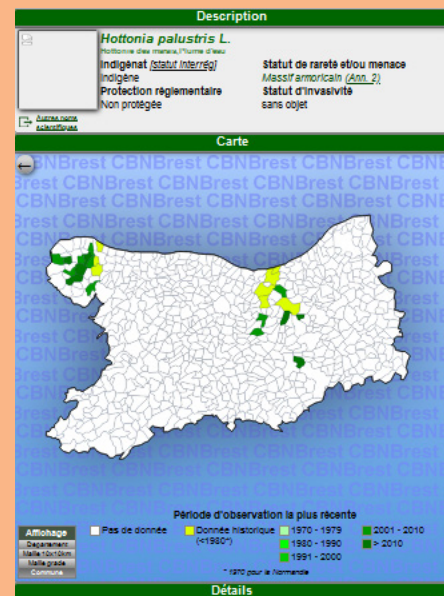 Description
Hottonia palustris L.
Hottonie des marais, Plume d'eau
Indigénat [statut interrég]
Indigène
Protection réglementaire
Non protégée
Statut de rareté et/ou menace
Massif armoricain (Ann. 2)
Statut d'invasivité
sans objet
Autres noms
scientifiques
Carte
CBNBrest CBNBrest CBNBrest
Période d'observation la plus récente
Affichage
Département
Maille 10x10km
Maille grade
Commune
Pas de donnée
Donnée historique
(<1980*)
1970 - 1979
1980 - 1990
1991 - 2000
2001 - 2010
> 2010
* 1970 pour la Normandie
Détails